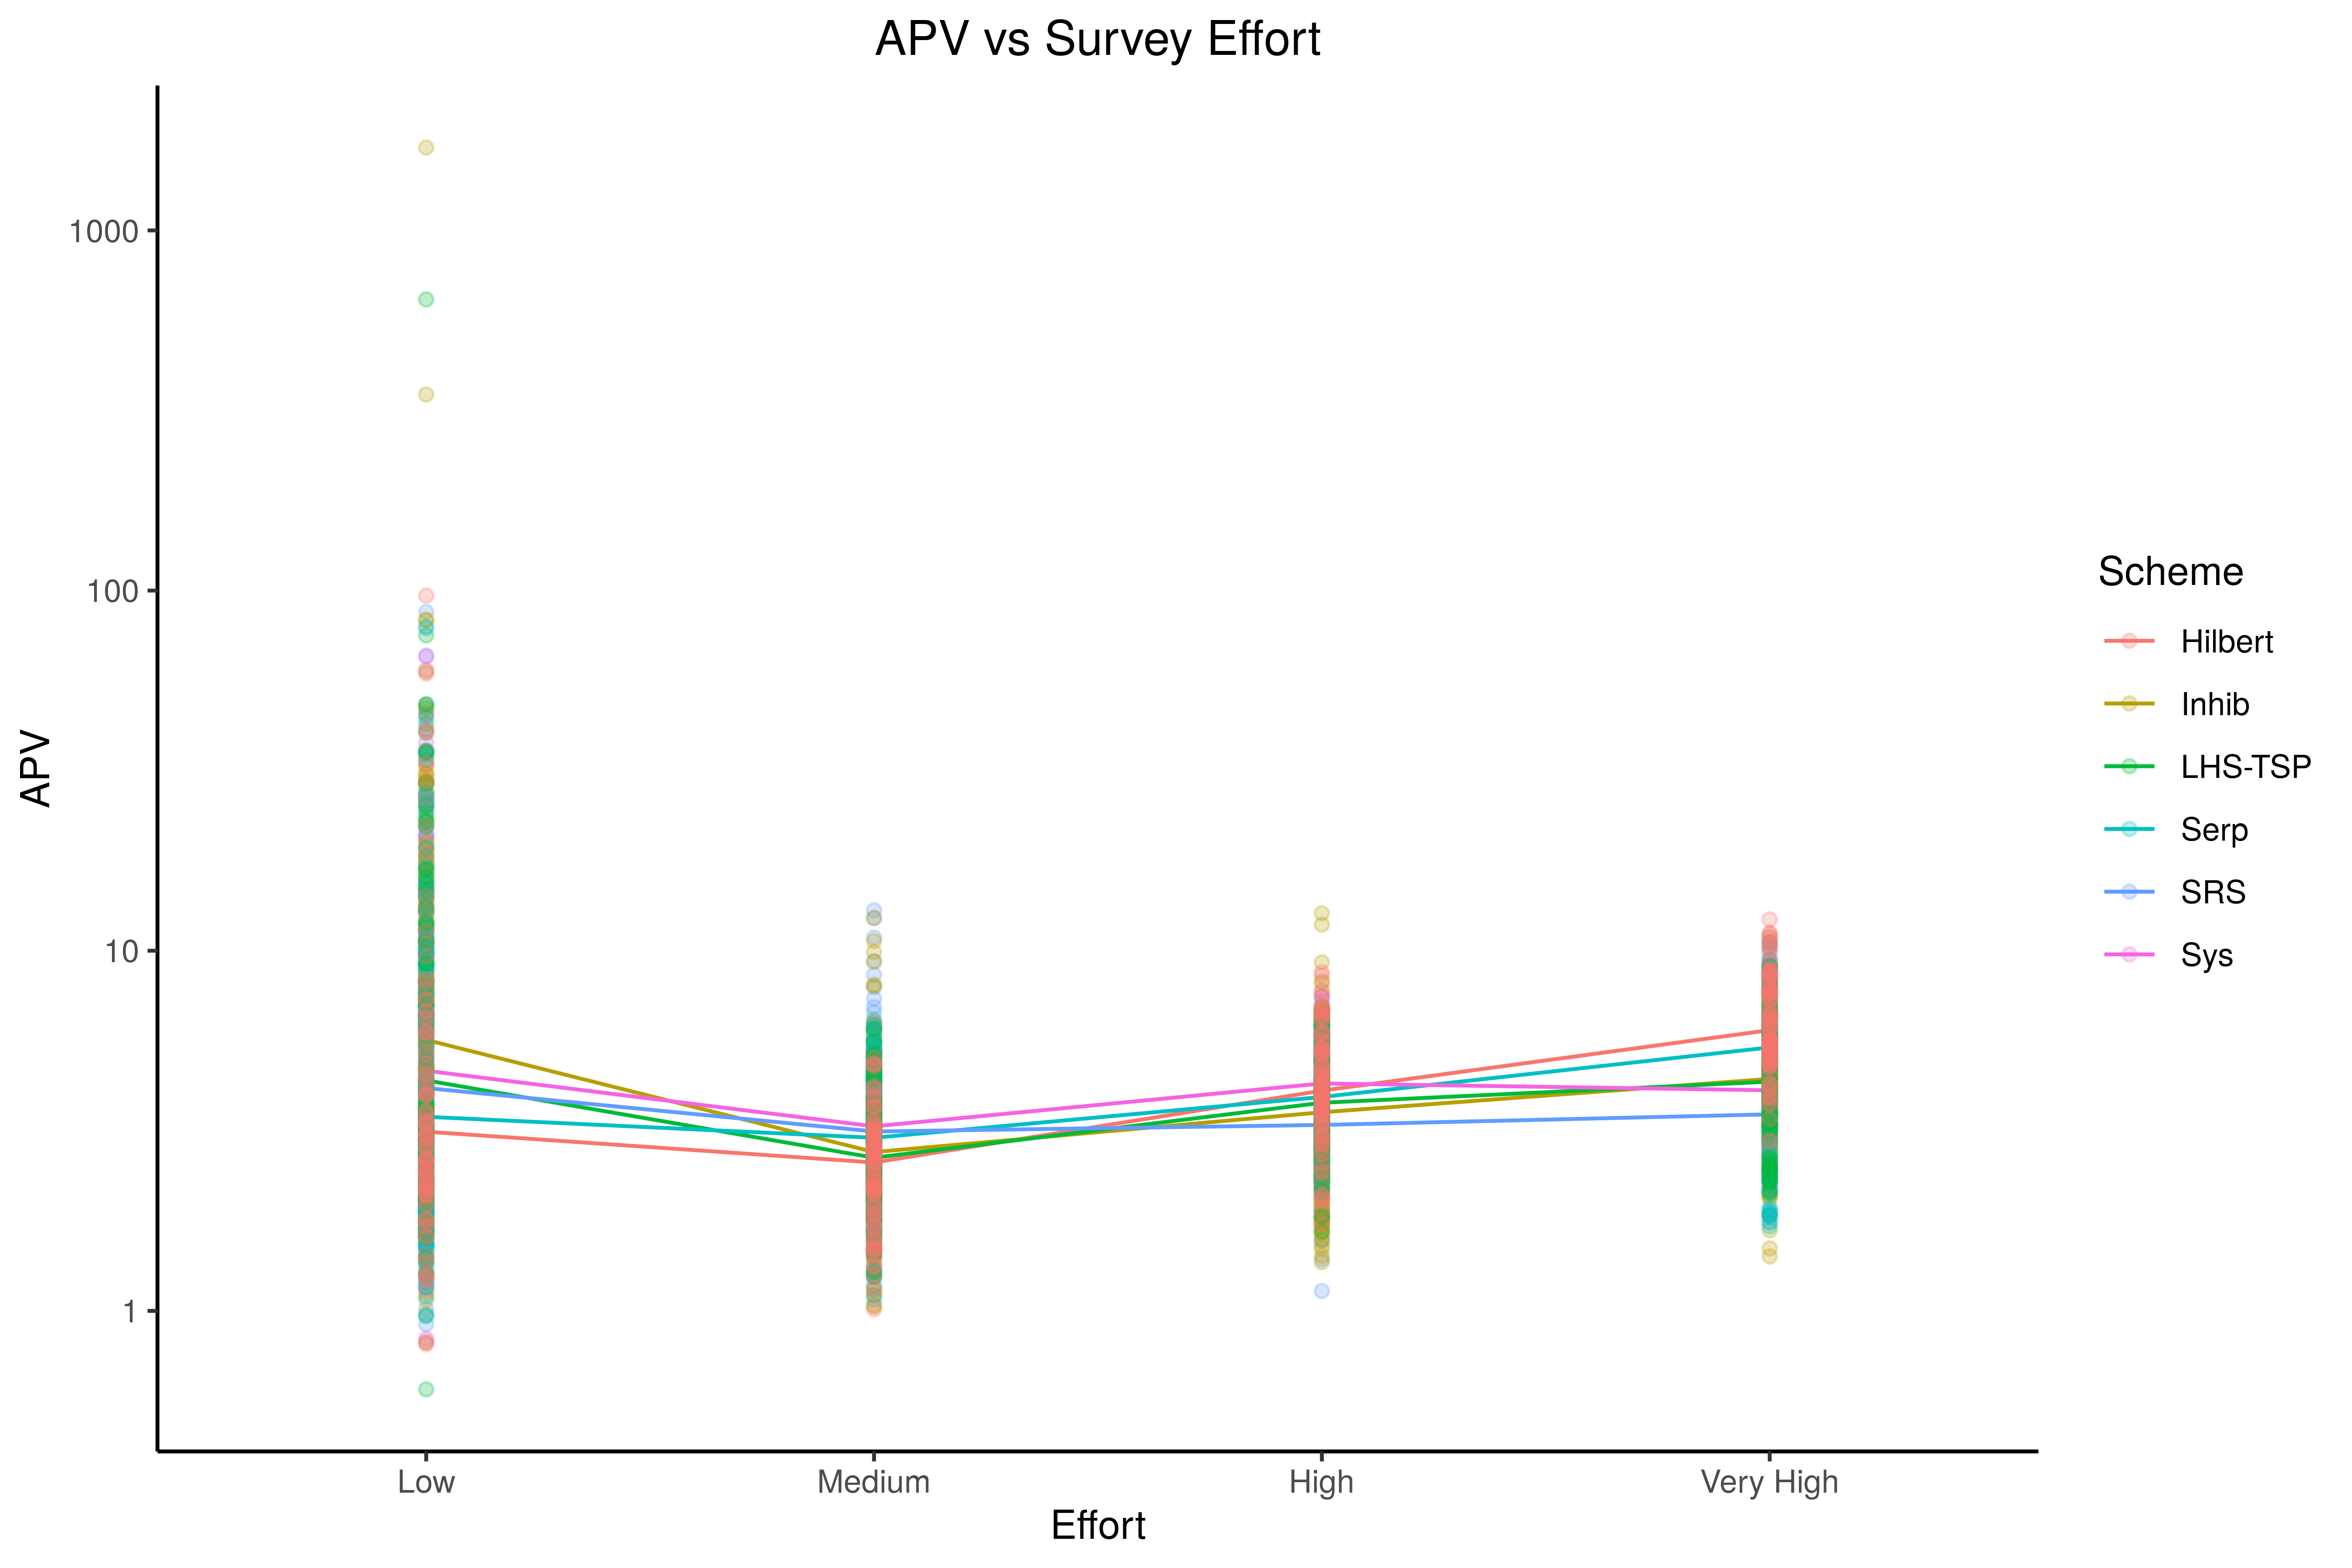 APV vs Survey Effort
APV
1000
100
10
1
Low
Medium
High
Very High
Effort
Scheme
Hilbert
Inhib
LHS-TSP
Serp
SRS
Sys